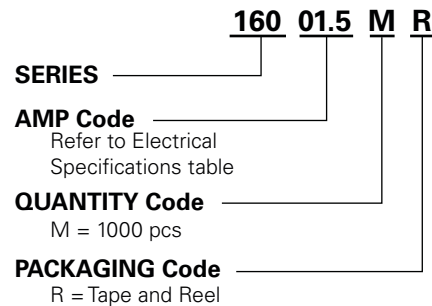 160 01.5 M R
SERIES
AMP Code
Refer to Electrical
Specifications table
QUANTITY Code
M = 1000 pcs
PACKAGING Code
R = Tape and Reel